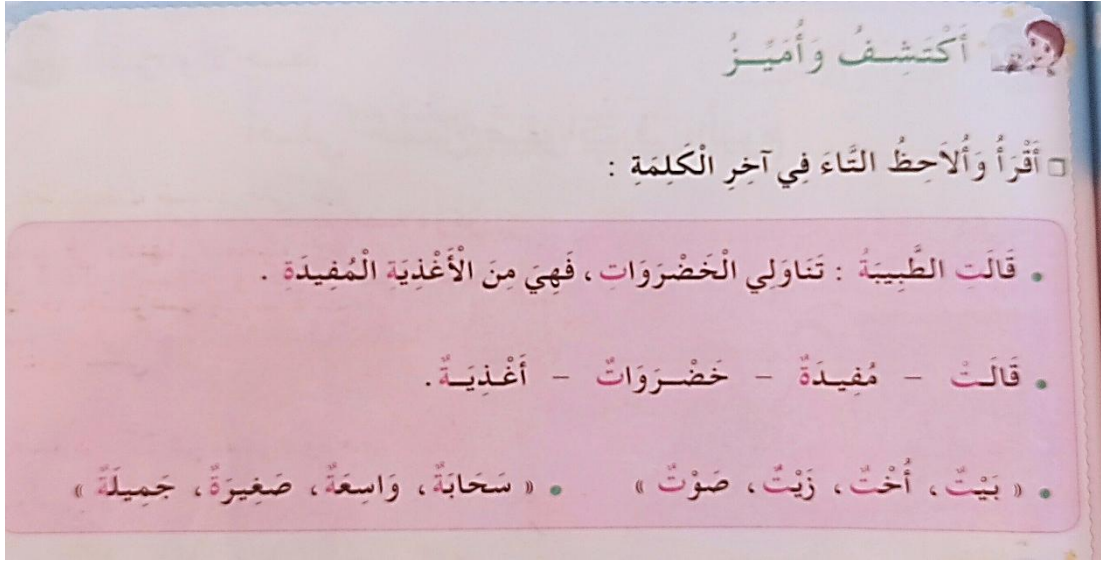 أَكْتَشِفُ وَأُمَيِّزُ
أَقْرَأُ وَأُلاَحِظُ التَّاءَ فِي آخِرِ الْكَلِمَةِ :
• قَالَتِ الطَّبِيبَةُ : تَنَاوَلِي الْخَضْرَوَاتِ، فَهِيَ مِنَ الْأَغْذِيَةِ الْمُفِيدَةِ .
• قَالَتْ – مُفِيدَةٌ – خَضْرَوَاتٌ – أَغْذِيَةٌ.
• « بَيْتٌ، أُخْتٌ، زَيْتٌ، صَوْتٌ » • « سَحَابَةٌ، وَاسِعَةٌ، صَغِيرَةٌ، جَمِيلَةٌ »